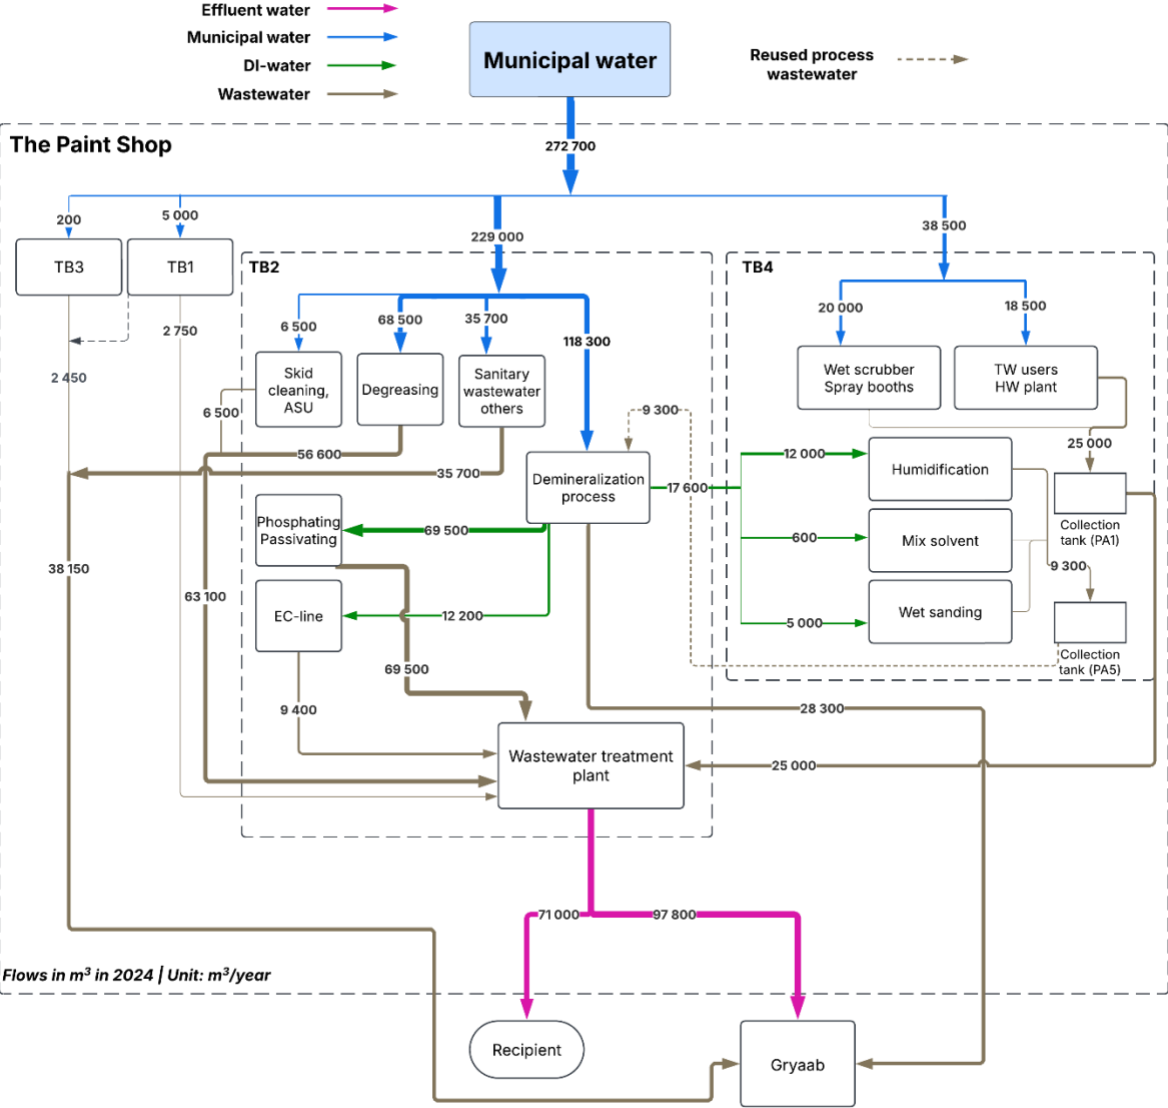 Effluent water
Municipal water
DI-water
Wastewater
Municipal water
Reused process
wastewater
The Paint Shop
272 700
200
5 000
229 000
38 500
TB3
TB1
TB2
TB4
6 500
68 500
35 700
118 300
20 000
18 500
2 750
2 450
Skid
cleaning,
ASU
Degreasing
Sanitary
wastewater
others
Wet scrubber
Spray booths
TW users
HW plant
6 500
9 300
56 600
35 700
25 000
12 000
Humidification
Demineralization
process
17 600
Collection
tank (PA1)
Phosphating
Passivating
69 500
600
Mix solvent
38 150
9 300
63 100
EC-line
12 200
5 000
Wet sanding
Collection
tank (PA5)
69 500
9 400
28 300
Wastewater treatment
plant
25 000
71 000
97 800
Flows in m³ in 2024 | Unit: m³/year
Recipient
Gryaab